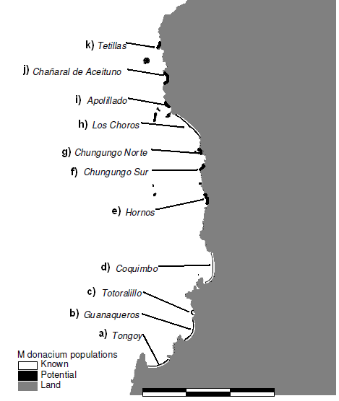 k) Tetillas
j) Chañaral de Aceituno
i) Apolillado
h) Los Choros
g) Chungungo Norte
f) Chungungo Sur
e) Hornos
d) Coquimbo
c) Totoralillo
b) Guanaqueros
a) Tongoy
M donacium populations
Known
Potential
Land